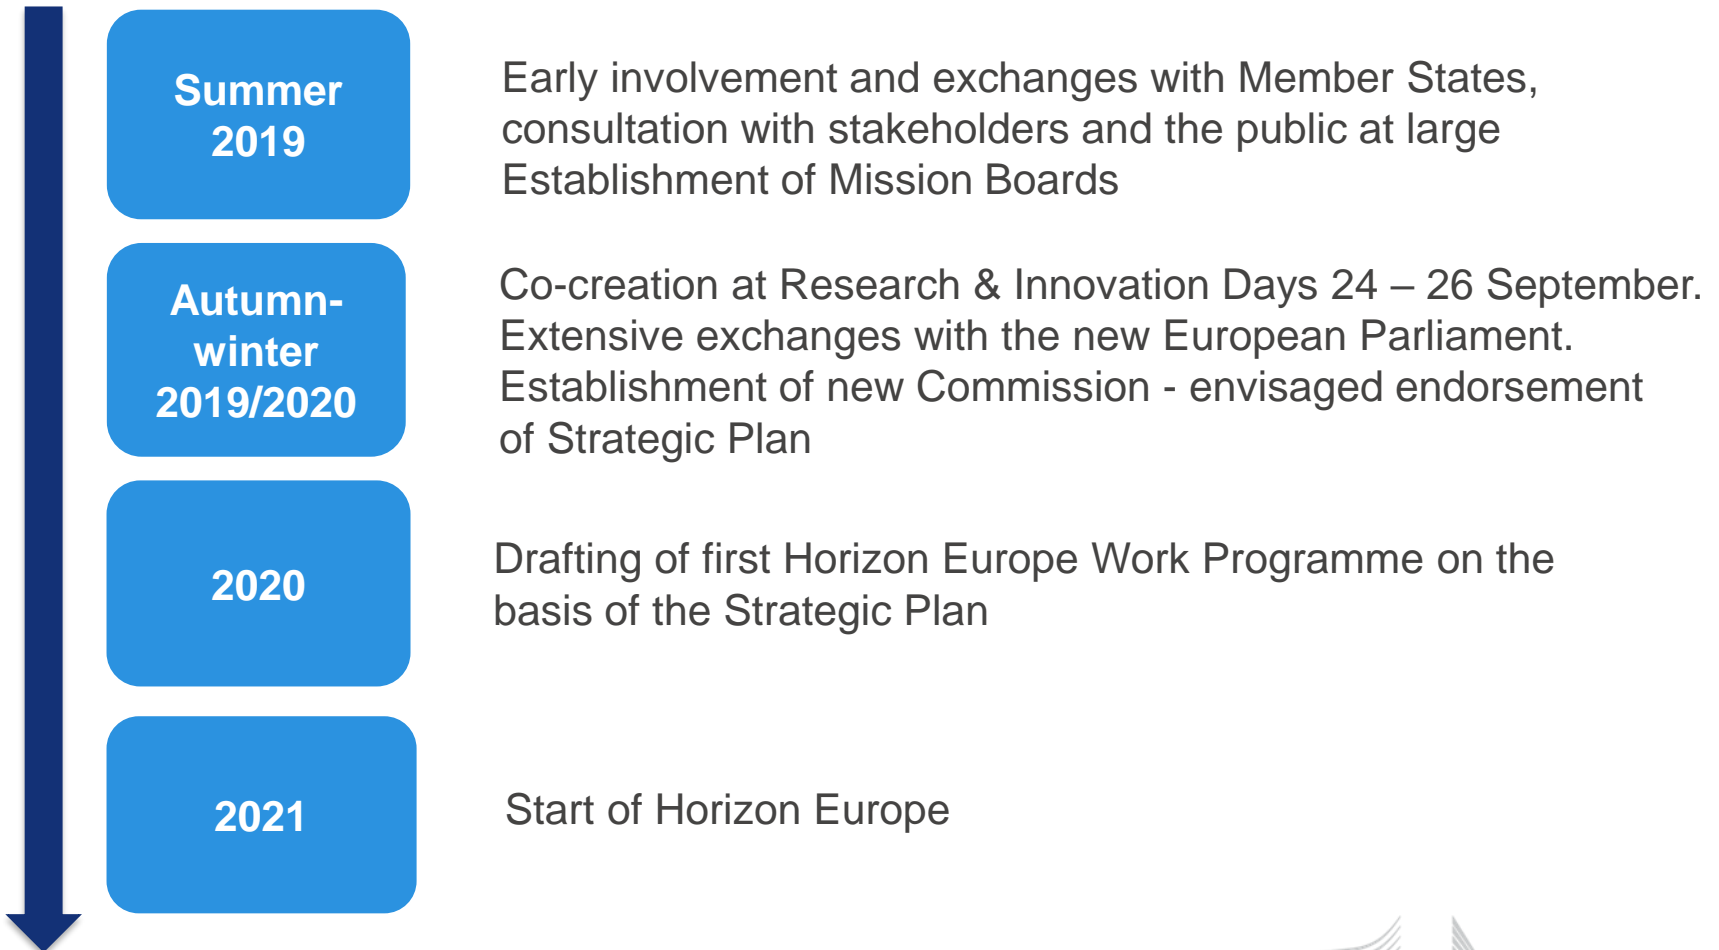 Summer
2019
Early involvement and exchanges with Member States,
consultation with stakeholders and the public at large
Establishment of Mission Boards
Autumn-
winter
2019/2020
Co-creation at Research & Innovation Days 24 – 26 September.
Extensive exchanges with the new European Parliament.
Establishment of new Commission - envisaged endorsement
of Strategic Plan
2020
Drafting of first Horizon Europe Work Programme on the
basis of the Strategic Plan
2021
Start of Horizon Europe